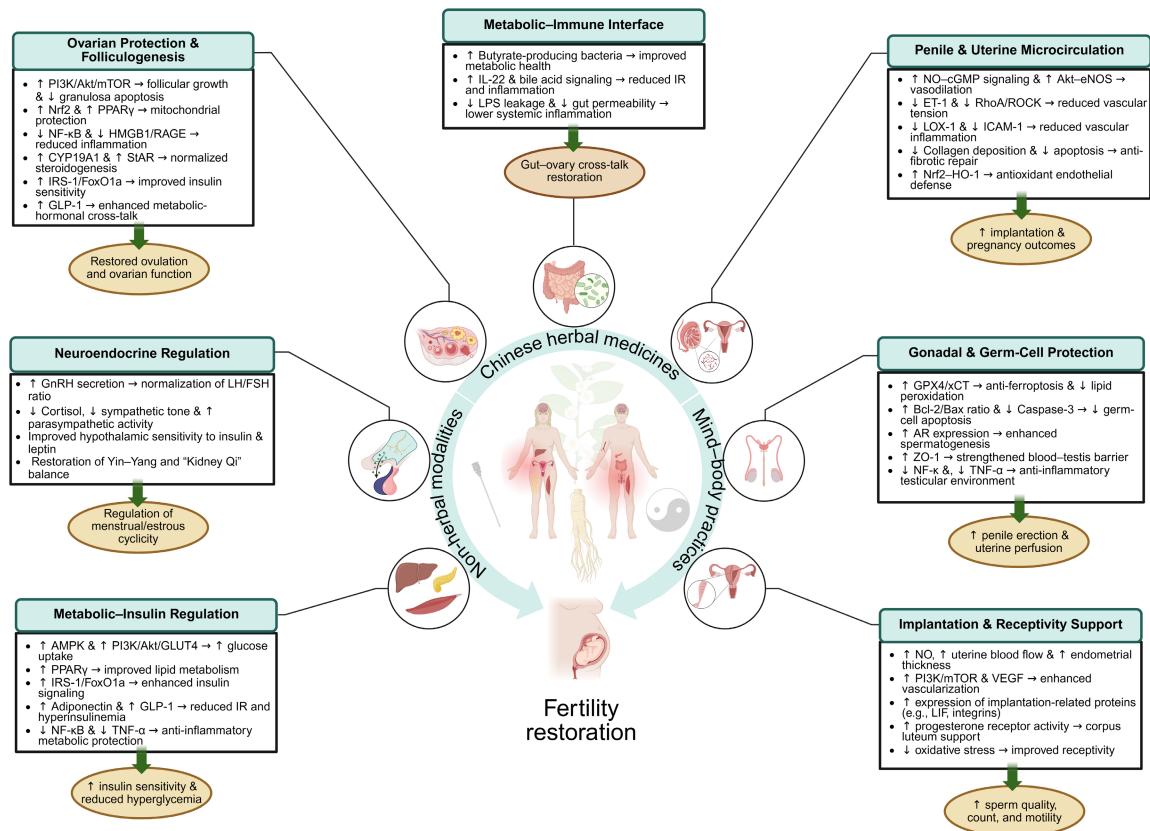 Ovarian Protection &
Folliculogenesis
• ↑ PI3K/Akt/mTOR → follicular growth
& ↓ granulosa apoptosis
• ↑ Nrf2 & ↑ PPARγ → mitochondrial
protection
• ↓ NF-κB & ↓ HMGB1/RAGE →
reduced inflammation
• ↑ CYP19A1 & ↑ StAR → normalized
steroidogenesis
• ↑ IRS-1/FoxO1a → improved insulin
sensitivity
• ↑ GLP-1 → enhanced metabolic-
hormonal cross-talk
Restored ovulation
and ovarian function
Metabolic–Immune Interface
• ↑ Butyrate-producing bacteria → improved
metabolic health
• ↑ IL-22 & bile acid signaling → reduced IR
and inflammation
• ↓ LPS leakage & ↓ gut permeability →
lower systemic inflammation
Gut–ovary cross-talk
restoration
Penile & Uterine Microcirculation
• ↑ NO–cGMP signaling & ↑ Akt–eNOS →
vasodilation
• ↓ ET-1 & ↓ RhoA/ROCK → reduced vascular
tension
• ↓ LOX-1 & ↓ ICAM-1 → reduced vascular
inflammation
• ↓ Collagen deposition & ↓ apoptosis → anti-
fibrotic repair
• ↑ Nrf2–HO-1 → antioxidant endothelial
defense
↑ implantation &
pregnancy outcomes
Neuroendocrine Regulation
• ↑ GnRH secretion → normalization of LH/FSH
ratio
• ↓ Cortisol, ↓ sympathetic tone & ↑
parasympathetic activity
• Improved hypothalamic sensitivity to insulin &
leptin
• Restoration of Yin–Yang and “Kidney Qi”
balance
Regulation of
menstrual/estrous
cyclicity
Chinese herbal medicines
Non-herbal modalities
Mind–body practices
Gonadal & Germ-Cell Protection
• ↑ GPX4/xCT → anti-ferroptosis & ↓ lipid
peroxidation
• ↑ Bcl-2/Bax ratio & ↓ Caspase-3 → ↓ germ-
cell apoptosis
• ↑ AR expression → enhanced
spermatogenesis
• ↑ ZO-1 → strengthened blood–testis barrier
• ↓ NF-κ & ↓ TNF-α → anti-inflammatory
testicular environment
↑ penile erection &
uterine perfusion
Metabolic–Insulin Regulation
• ↑ AMPK & ↑ PI3K/Akt/GLUT4 → ↑ glucose
uptake
• ↑ PPARγ → improved lipid metabolism
• ↑ IRS-1/FoxO1a → enhanced insulin
signaling
• ↑ Adiponectin & ↑ GLP-1 → reduced IR and
hyperinsulinemia
• ↓ NF-κB & ↓ TNF-α → anti-inflammatory
metabolic protection
↑ insulin sensitivity &
reduced hyperglycemia
Fertility
restoration
Implantation & Receptivity Support
• ↑ NO, ↑ uterine blood flow & ↑ endometrial
thickness
• ↑ PI3K/mTOR & VEGF → enhanced
vascularization
• ↑ expression of implantation-related proteins
(e.g., LIF, integrins)
• ↑ progesterone receptor activity → corpus
luteum support
• ↓ oxidative stress → improved receptivity
↑ sperm quality,
count, and motility